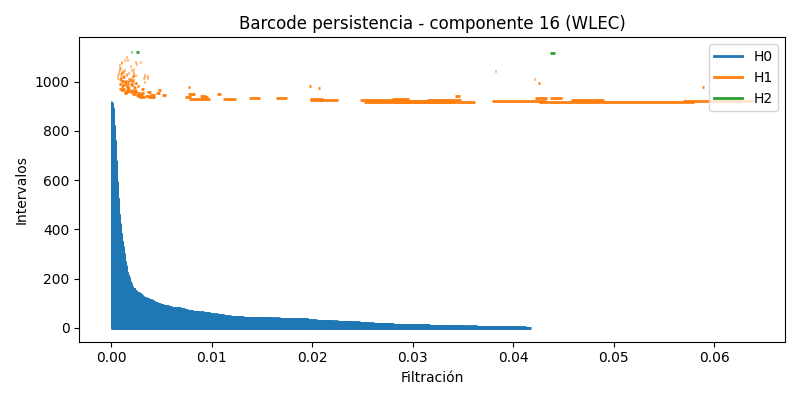 Barcode persistencia - componente 16 (WLEC)
H0
H1
H2
1000
800
600
400
200
0
Intervalos
0.00 0.01 0.02 0.03 0.04 0.05 0.06
Filtración